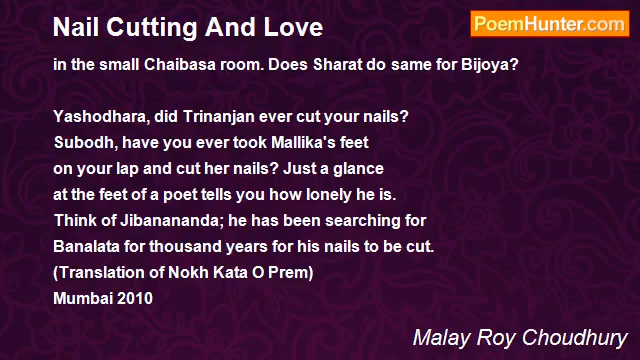 Nail Cutting And Love
PoemHunter.com
in the small Chaibasa room. Does Sharat do same for Bijoya?
Yashodhara, did Trinanjan ever cut your nails?
Subodh, have you ever took Mallika's feet
on your lap and cut her nails? Just a glance
at the feet of a poet tells you how lonely he is.
Think of Jibanananda; he has been searching for
Banalata for thousand years for his nails to be cut.
(Translation of Nokh Kata O Prem)
Mumbai 2010
Malay Roy Choudhury